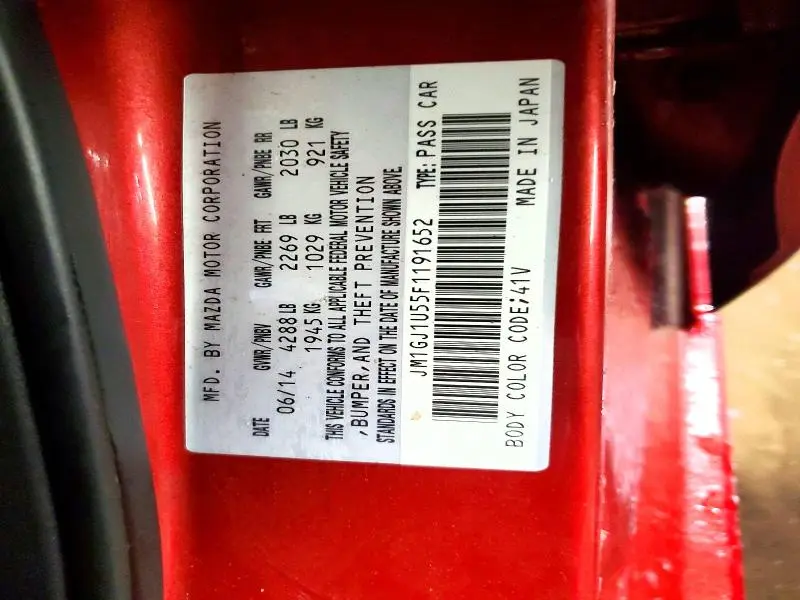 MFD. BY MAZDA MOTOR CORPORATION
DATE GVWR/PNBV GAWR/PNBE FRT GAWR/PNBE RR
06/14 4288 LB 2269 LB 2030 LB
1945 KG 1029 KG 921 KG
THIS VEHICLE CONFORMS TO ALL APPLICABLE FEDERAL MOTOR VEHICLE SAFETY
,BUMPER,AND THEFT PREVENTION
STANDARDS IN EFFECT ON THE DATE OF MANUFACTURE SHOWN ABOVE.
JM1GJ1U55F1191652 TYPE: PASS CAR
BODY COLOR CODE;41V MADE IN JAPAN